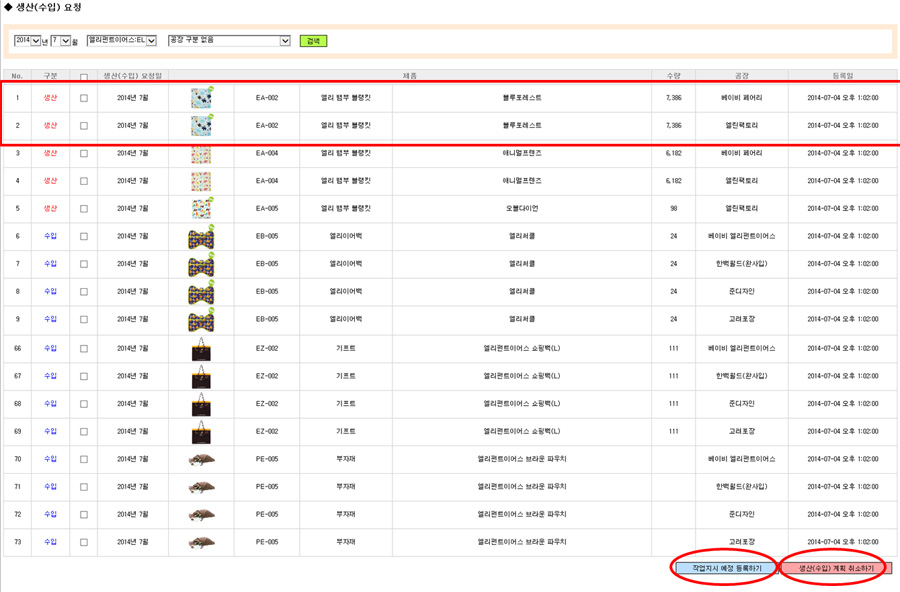 ◆ 생산(수입) 요청
2014 년 7 월 엘리펀트이어스:EL 공장 구분 없음 검색
No. 구분 생산(수입) 요청일 제품 수량 공장 등록일
1 생산 2014년 7월 EA-002 엘리 뱀부 블랭킷 블루포레스트 7,386 베이비 페어리 2014-07-04 오후 1:02:00
2 생산 2014년 7월 EA-002 엘리 뱀부 블랭킷 블루포레스트 7,386 엘린팩토리 2014-07-04 오후 1:02:00
3 생산 2014년 7월 EA-004 엘리 뱀부 블랭킷 애니멀프랜즈 6,182 베이비 페어리 2014-07-04 오후 1:02:00
4 생산 2014년 7월 EA-004 엘리 뱀부 블랭킷 애니멀프랜즈 6,182 엘린팩토리 2014-07-04 오후 1:02:00
5 생산 2014년 7월 EA-005 엘리 뱀부 블랭킷 오블다이언 98 엘린팩토리 2014-07-04 오후 1:02:00
6 수입 2014년 7월 EB-005 엘리이어백 엘리써클 24 베이비 엘리펀트이어스 2014-07-04 오후 1:02:00
7 수입 2014년 7월 EB-005 엘리이어백 엘리써클 24 한백월드(완사입) 2014-07-04 오후 1:02:00
8 수입 2014년 7월 EB-005 엘리이어백 엘리써클 24 준디자인 2014-07-04 오후 1:02:00
9 수입 2014년 7월 EB-005 엘리이어백 엘리써클 24 고려포장 2014-07-04 오후 1:02:00
66 수입 2014년 7월 EZ-002 기프트 엘리펀트이어스 쇼핑백(L) 111 베이비 엘리펀트이어스 2014-07-04 오후 1:02:00
67 수입 2014년 7월 EZ-002 기프트 엘리펀트이어스 쇼핑백(L) 111 한백월드(완사입) 2014-07-04 오후 1:02:00
68 수입 2014년 7월 EZ-002 기프트 엘리펀트이어스 쇼핑백(L) 111 준디자인 2014-07-04 오후 1:02:00
69 수입 2014년 7월 EZ-002 기프트 엘리펀트이어스 쇼핑백(L) 111 고려포장 2014-07-04 오후 1:02:00
70 수입 2014년 7월 PE-005 부자재 엘리펀트이어스 브라운 파우치 베이비 엘리펀트이어스 2014-07-04 오후 1:02:00
71 수입 2014년 7월 PE-005 부자재 엘리펀트이어스 브라운 파우치 한백월드(완사입) 2014-07-04 오후 1:02:00
72 수입 2014년 7월 PE-005 부자재 엘리펀트이어스 브라운 파우치 준디자인 2014-07-04 오후 1:02:00
73 수입 2014년 7월 PE-005 부자재 엘리펀트이어스 브라운 파우치 고려포장 2014-07-04 오후 1:02:00
작업지시 예정 등록하기 생산(수입) 계획 취소하기